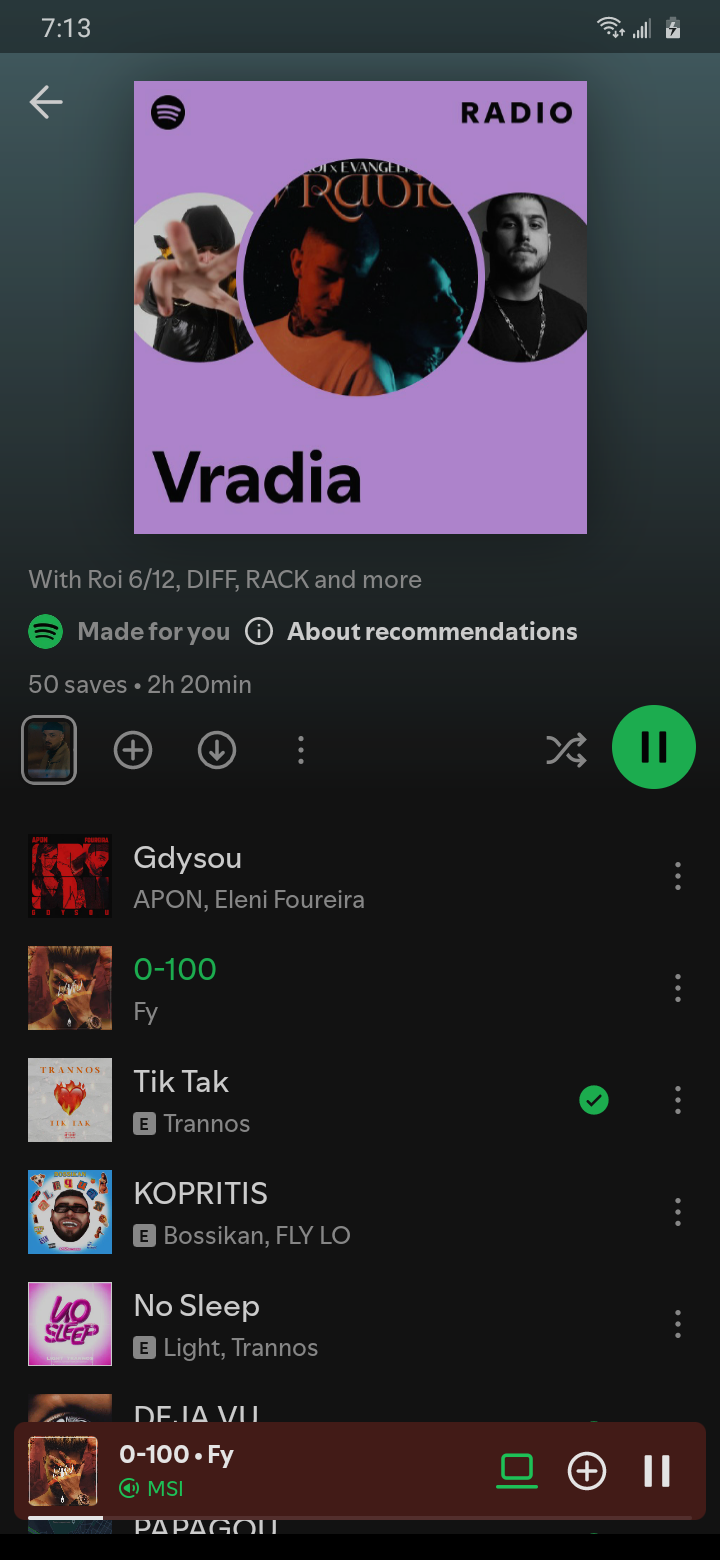 7:13
RADIO
ROI x EVANGELI
VRADIA
Vradia
With Roi 6/12, DIFF, RACK and more
Made for you About recommendations
50 saves • 2h 20min
APON FOUREIRA
GDYSOU
Gdysou
APON, Eleni Foureira
0-100
Fy
TRANNOS
TIK TAK
Tik Tak
E Trannos
KOPRITIS
E Bossikan, FLY LO
NO SLEEP
No Sleep
E Light, Trannos
DEJA VU
0-100 • Fy
MSI
PAPAGOU